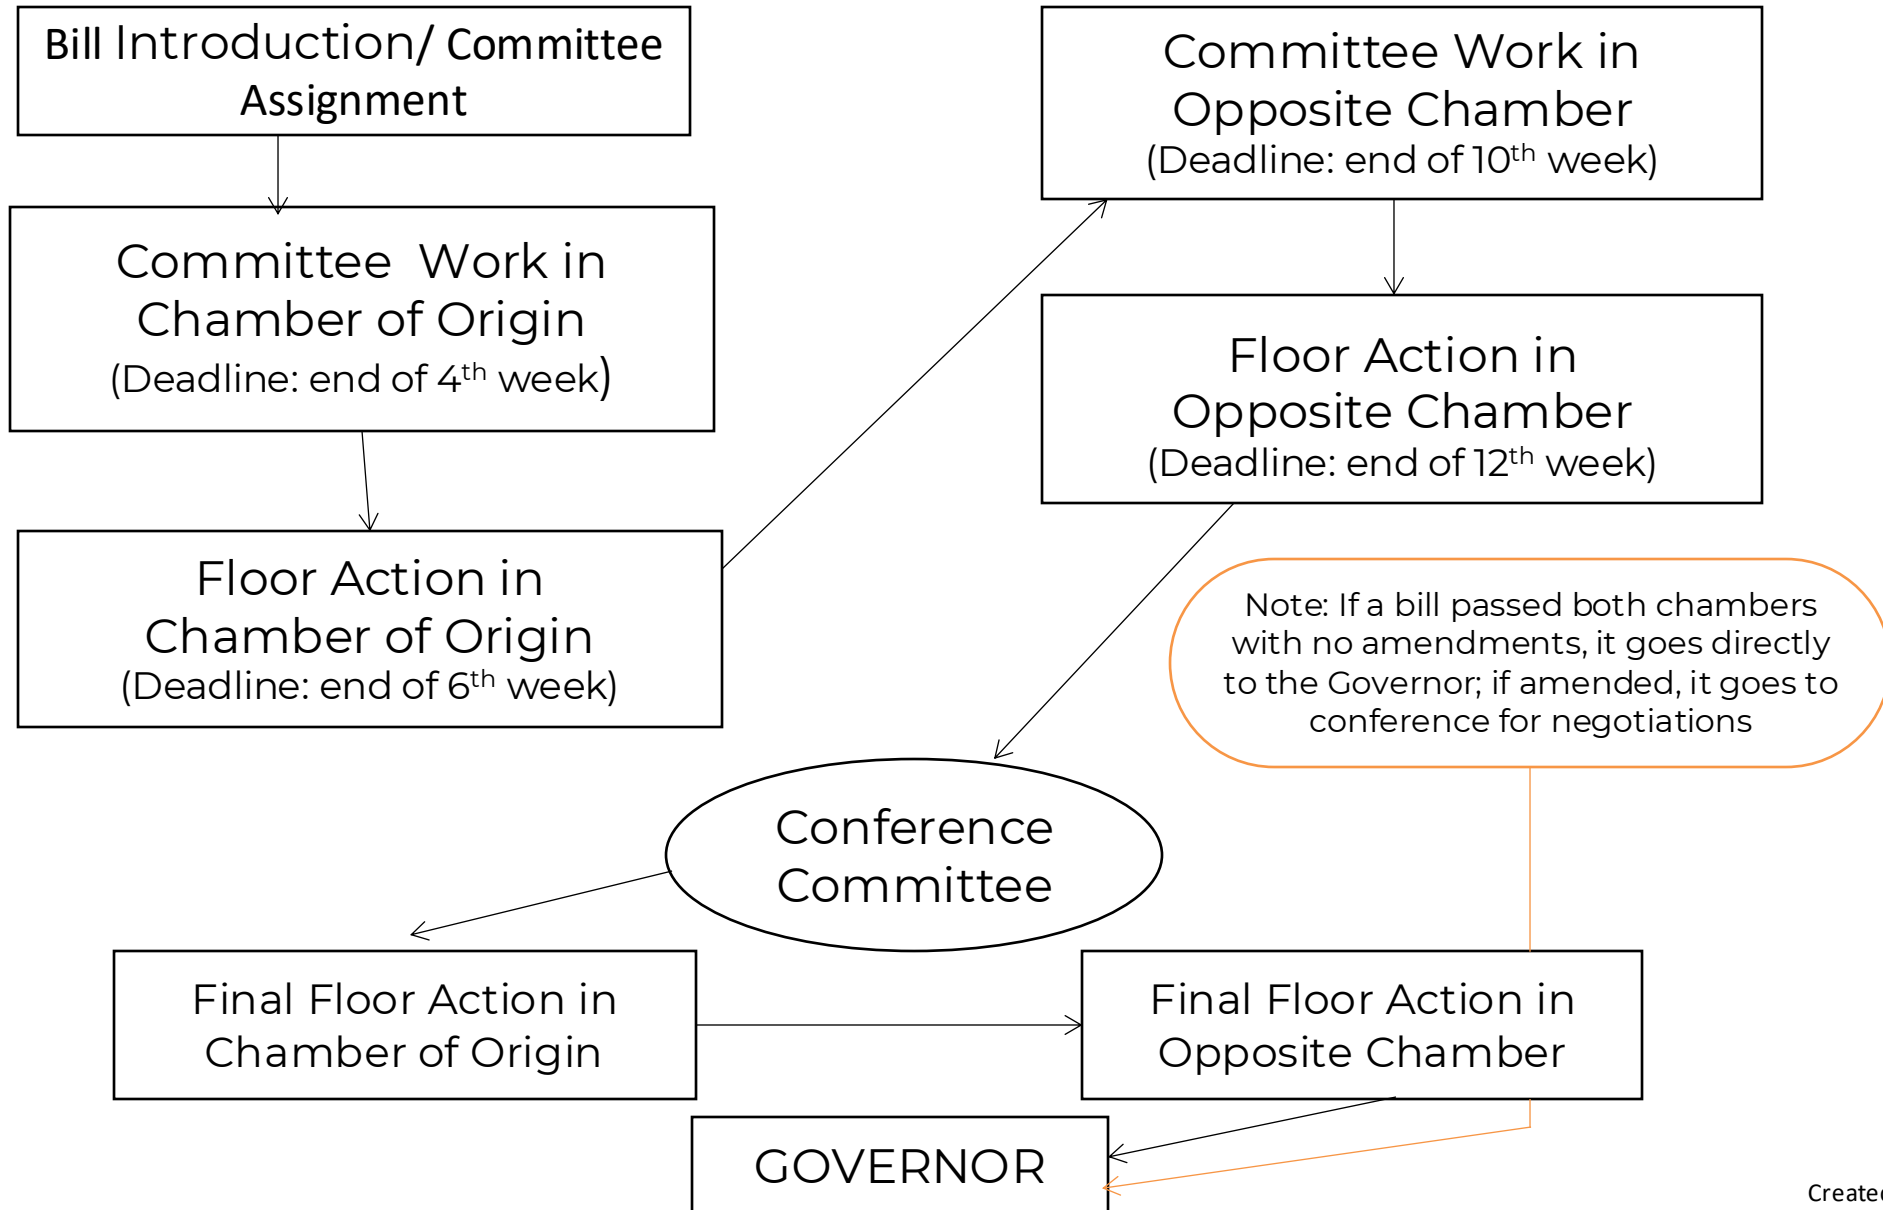 Bill Introduction/ Committee
Assignment
Committee Work in
Chamber of Origin
(Deadline: end of 4th week)
Floor Action in
Chamber of Origin
(Deadline: end of 6th week)
Committee Work in
Opposite Chamber
(Deadline: end of 10th week)
Floor Action in
Opposite Chamber
(Deadline: end of 12th week)
Note: If a bill passed both chambers
with no amendments, it goes directly
to the Governor; if amended, it goes to
conference for negotiations
Conference
Committee
Final Floor Action in
Chamber of Origin
Final Floor Action in
Opposite Chamber
GOVERNOR
Created